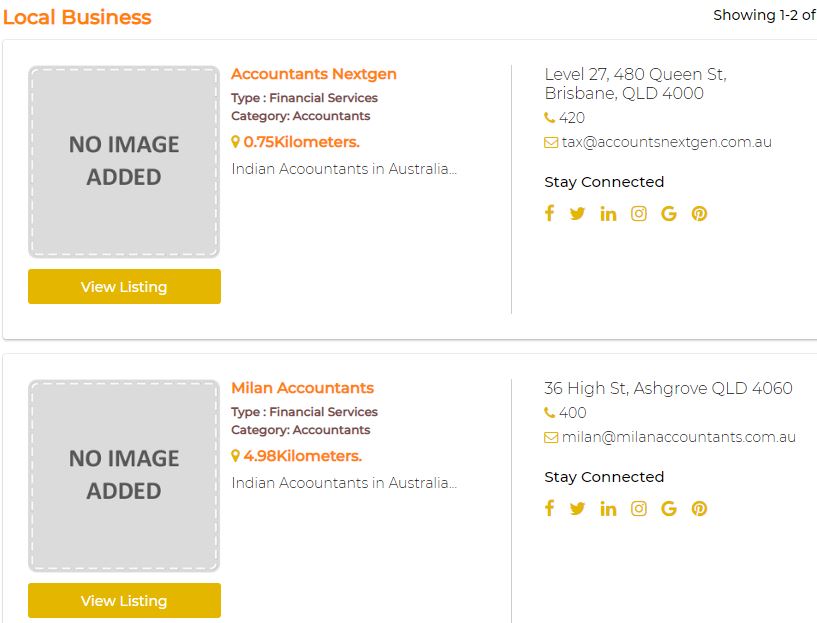 Local Business
Showing 1-2 of
NO IMAGE
ADDED
View Listing
Accountants Nextgen
Type : Financial Services
Category: Accountants
0.75Kilometers.
Indian Acountants in Australia...
Level 27, 480 Queen St,
Brisbane, QLD 4000
420
tax@accountsnextgen.com.au
Stay Connected
NO IMAGE
ADDED
View Listing
Milan Accountants
Type : Financial Services
Category: Accountants
4.98Kilometers.
Indian Acountants in Australia...
36 High St, Ashgrove QLD 4060
400
milan@milanaccountants.com.au
Stay Connected